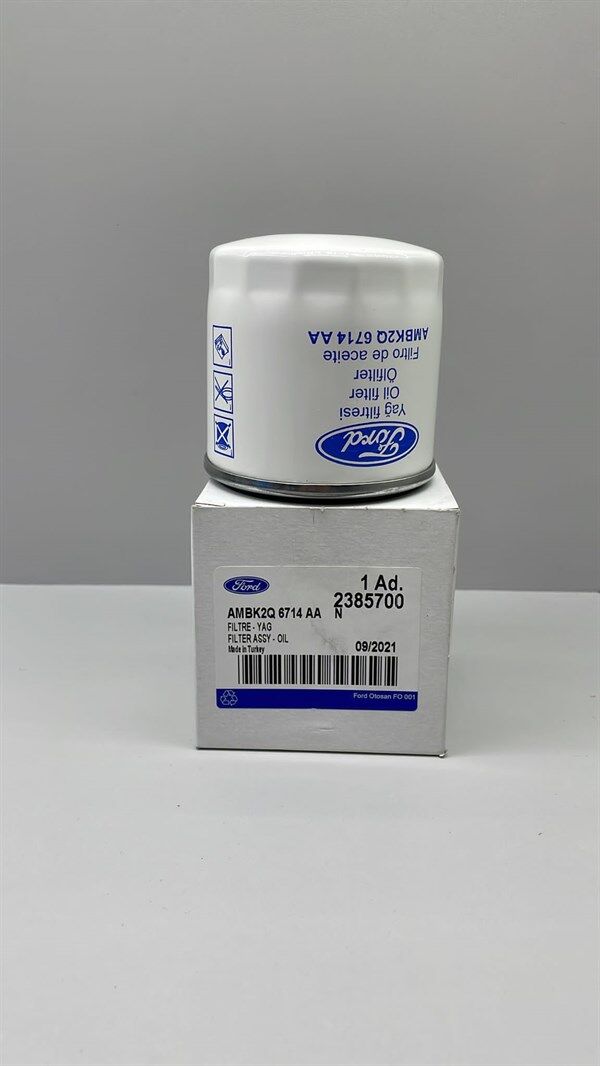 AMBK2Q 6714 AA
Filtro de aceite
Ölfilter
Oil filter
Yağ filtresi
Ford
Ford
1 Ad.
2385700
AMBK2Q 6714 AA N
FILTRE - YAG
FILTER ASSY - OIL
Made in Turkey
09/2021
Ford Otosan FO 001